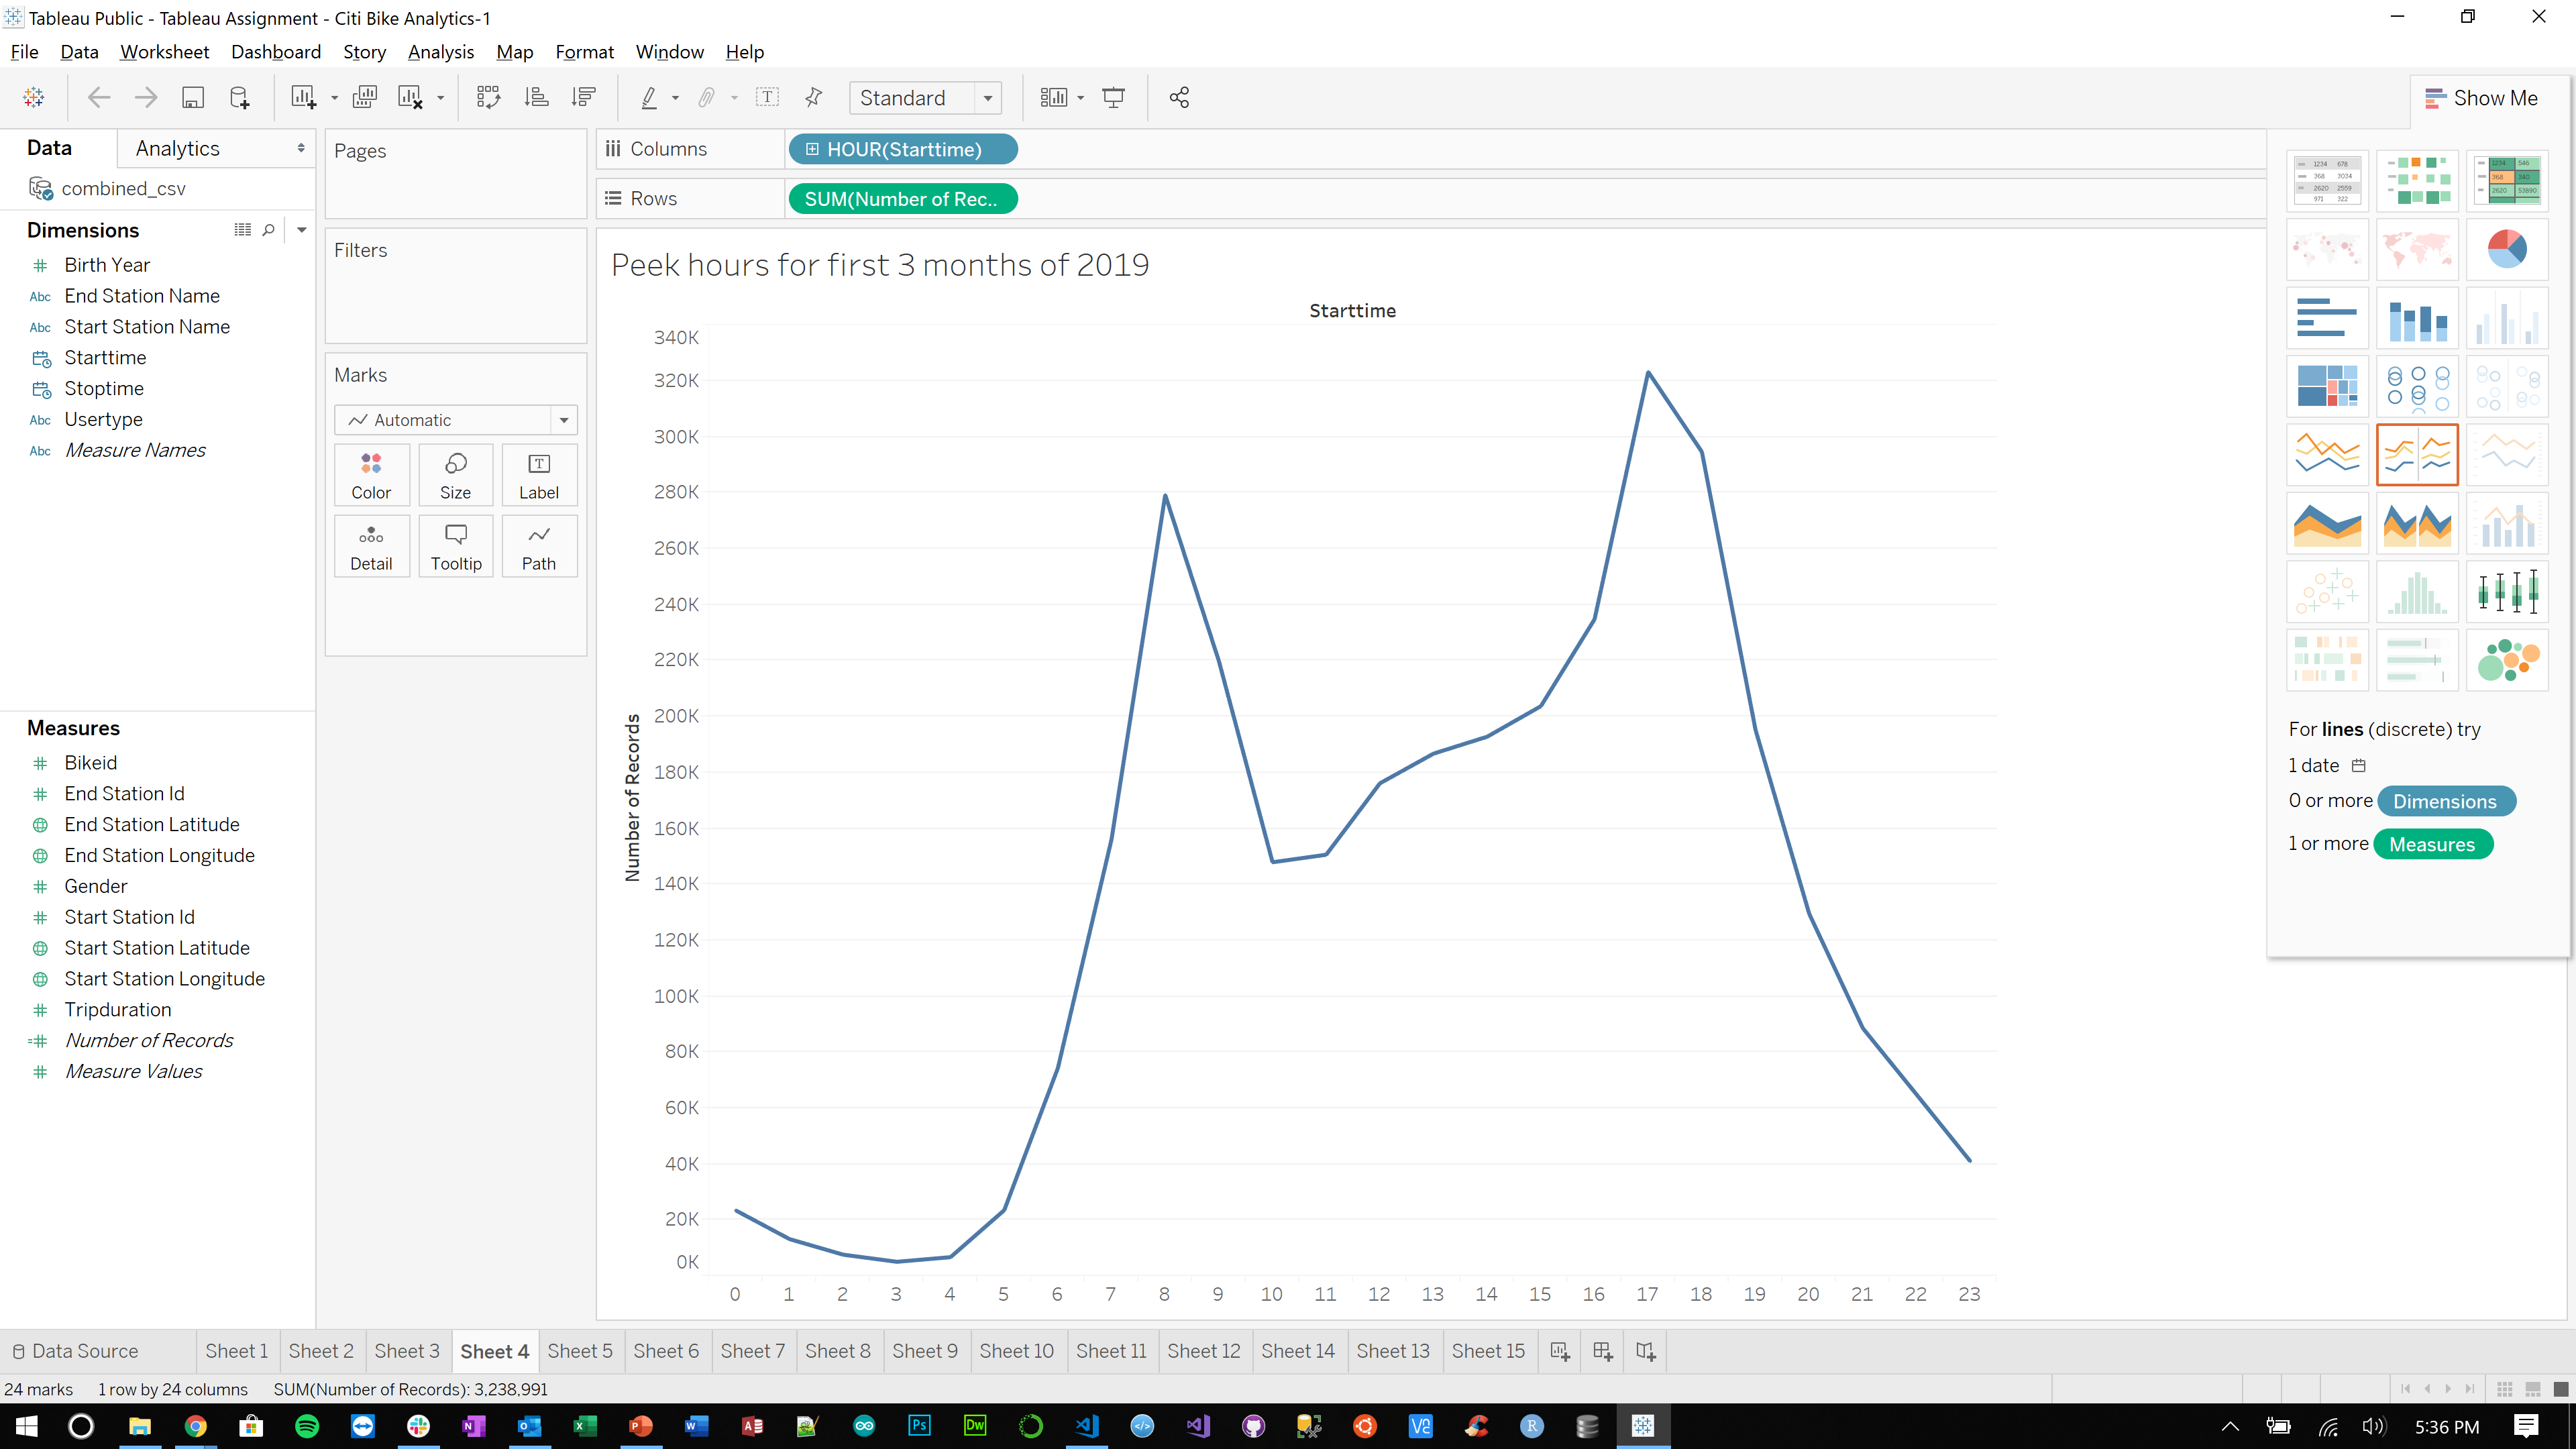 Tableau Public - Tableau Assignment - Citi Bike Analytics-1
File Data Worksheet Dashboard Story Analysis Map Format Window Help
Standard
Show Me
Data Analytics
combined_csv
Dimensions
Birth Year
Abc End Station Name
Abc Start Station Name
Starttime
Stoptime
Abc Usertype
Abc Measure Names
Measures
Bikeid
End Station Id
End Station Latitude
End Station Longitude
Gender
Start Station Id
Start Station Latitude
Start Station Longitude
Tripduration
=# Number of Records
Measure Values
Pages
Filters
Marks
Automatic
Color Size Label
Detail Tooltip Path
Columns HOUR(Starttime)
Rows SUM(Number of Rec..
Peek hours for first 3 months of 2019
Starttime
340K
320K
300K
280K
260K
240K
220K
200K
180K
160K
140K
120K
100K
80K
60K
40K
20K
0K
Number of Records
0 1 2 3 4 5 6 7 8 9 10 11 12 13 14 15 16 17 18 19 20 21 22 23
For lines (discrete) try
1 date
0 or more Dimensions
1 or more Measures
Data Source Sheet 1 Sheet 2 Sheet 3 Sheet 4 Sheet 5 Sheet 6 Sheet 7 Sheet 8 Sheet 9 Sheet 10 Sheet 11 Sheet 12 Sheet 14 Sheet 13 Sheet 15
24 marks 1 row by 24 columns SUM(Number of Records): 3,238,991
5:36 PM